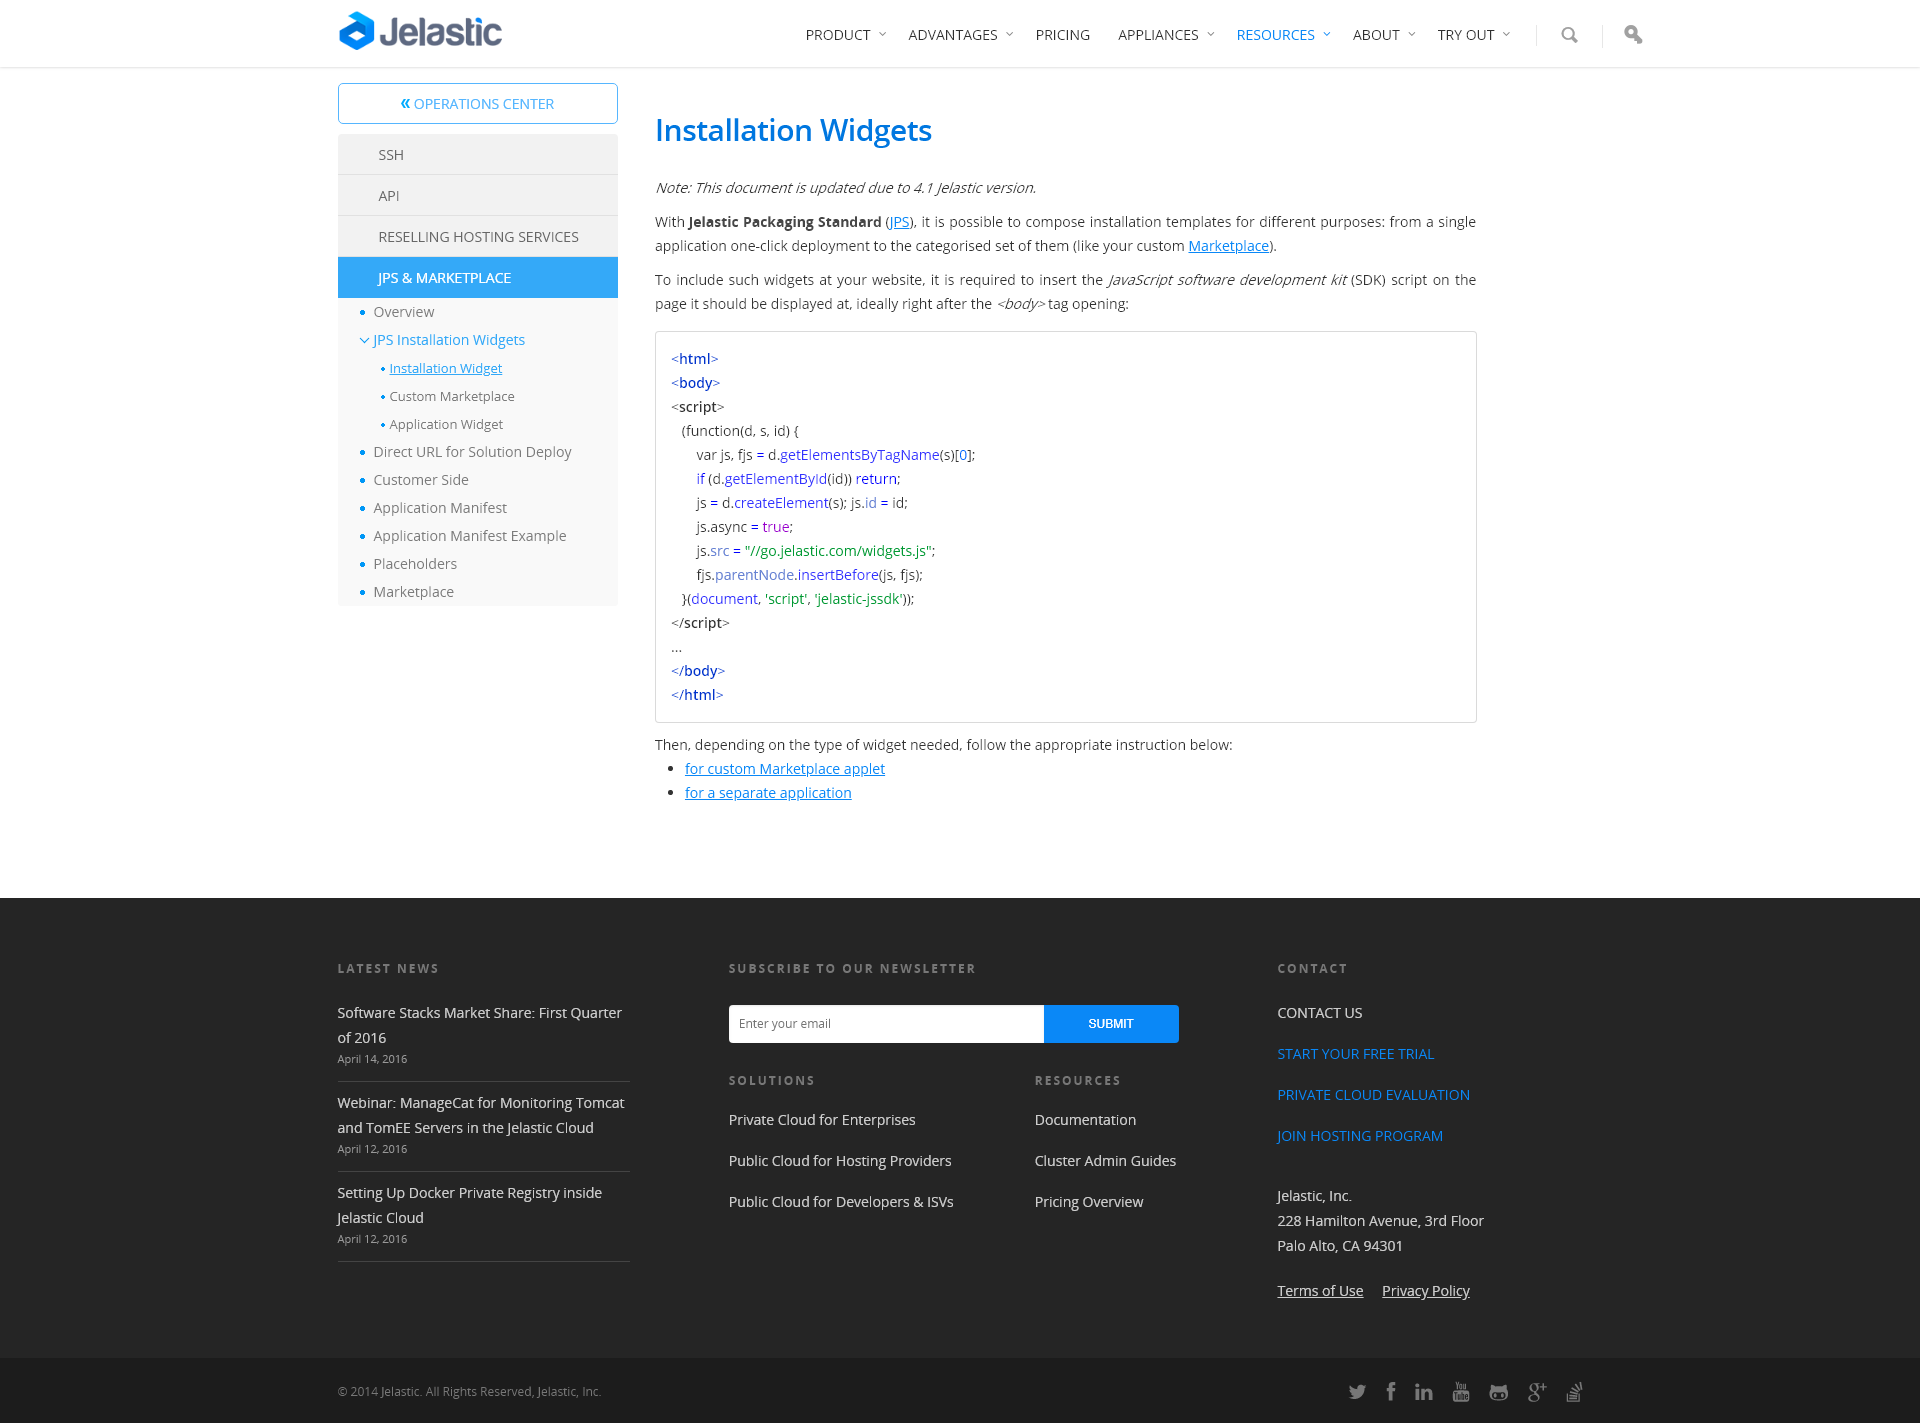 Jelastic
PRODUCT ADVANTAGES PRICING APPLIANCES RESOURCES ABOUT TRY OUT
« OPERATIONS CENTER
SSH
API
RESELLING HOSTING SERVICES
JPS & MARKETPLACE
Overview
JPS Installation Widgets
Installation Widget
Custom Marketplace
Application Widget
Direct URL for Solution Deploy
Customer Side
Application Manifest
Application Manifest Example
Placeholders
Marketplace
Installation Widgets
Note: This document is updated due to 4.1 Jelastic version.
With Jelastic Packaging Standard (JPS), it is possible to compose installation templates for different purposes: from a single
application one-click deployment to the categorised set of them (like your custom Marketplace).
To include such widgets at your website, it is required to insert the JavaScript software development kit (SDK) script on the
page it should be displayed at, ideally right after the <body> tag opening:
<html>
<body>
<script>
(function(d, s, id) {
var js, fjs = d.getElementsByTagName(s)[0];
if (d.getElementById(id)) return;
js = d.createElement(s); js.id = id;
js.async = true;
js.src = "//go.jelastic.com/widgets.js";
fjs.parentNode.insertBefore(js, fjs);
}(document, 'script', 'jelastic-jssdk'));
</script>
...
</body>
</html>
Then, depending on the type of widget needed, follow the appropriate instruction below:
for custom Marketplace applet
for a separate application
LATEST NEWS
Software Stacks Market Share: First Quarter
of 2016
April 14, 2016
Webinar: ManageCat for Monitoring Tomcat
and TomEE Servers in the Jelastic Cloud
April 12, 2016
Setting Up Docker Private Registry inside
Jelastic Cloud
April 12, 2016
SUBSCRIBE TO OUR NEWSLETTER
Enter your email SUBMIT
SOLUTIONS
Private Cloud for Enterprises
Public Cloud for Hosting Providers
Public Cloud for Developers & ISVs
RESOURCES
Documentation
Cluster Admin Guides
Pricing Overview
CONTACT
CONTACT US
START YOUR FREE TRIAL
PRIVATE CLOUD EVALUATION
JOIN HOSTING PROGRAM
Jelastic, Inc.
228 Hamilton Avenue, 3rd Floor
Palo Alto, CA 94301
Terms of Use Privacy Policy
© 2014 Jelastic. All Rights Reserved, Jelastic, Inc.